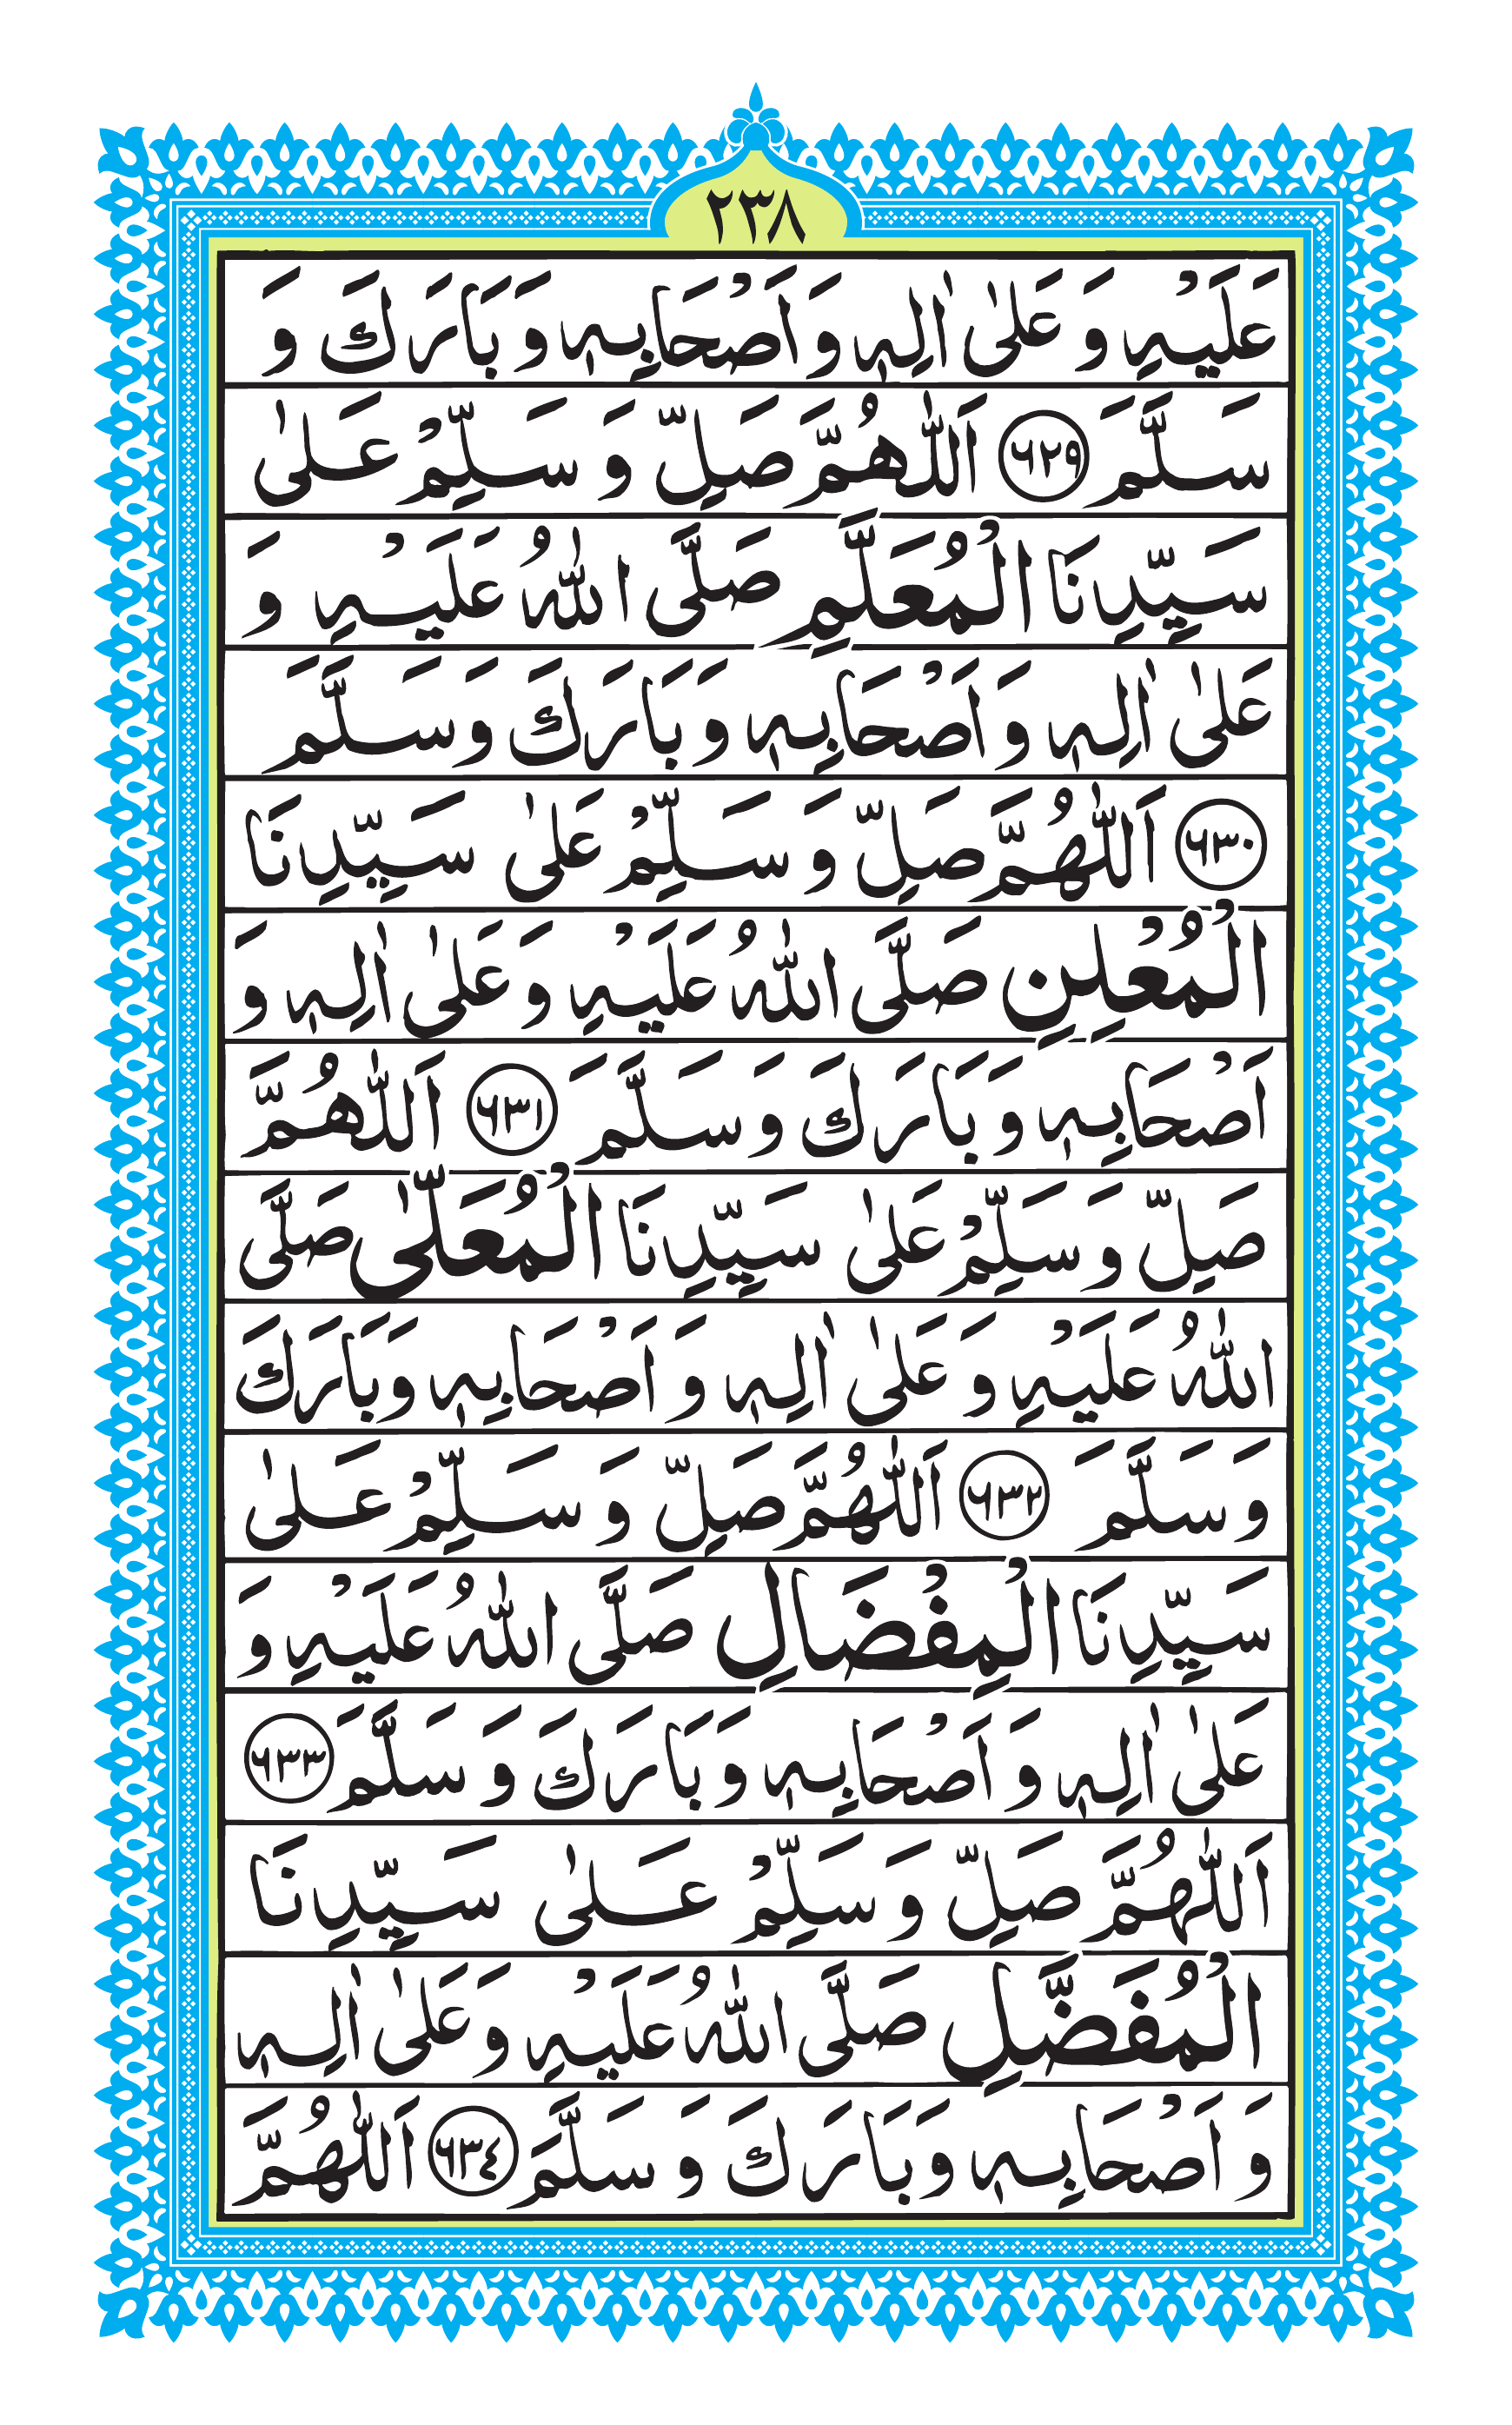 ٢٣٨
عَلَيْهِ وَ عَلٰى اٰلِهٖ وَ اَصْحَابِهٖ وَ بَارَكَ وَ
سَلَّمَ ٦٢٩ اَللّٰهُمَّ صَلِّ وَ سَلِّمْ عَلٰى
سَيِّدِنَا الْمُعَلَّمِ صَلَّى اللّٰهُ عَلَيْهِ وَ
عَلٰى اٰلِهٖ وَ اَصْحَابِهٖ وَ بَارَكَ وَ سَلَّمَ
٦٣٠ اَللّٰهُمَّ صَلِّ وَ سَلِّمْ عَلٰى سَيِّدِنَا
الْمُعْلِنِ صَلَّى اللّٰهُ عَلَيْهِ وَ عَلٰى اٰلِهٖ وَ
اَصْحَابِهٖ وَ بَارَكَ وَ سَلَّمَ ٦٣١ اَللّٰهُمَّ
صَلِّ وَ سَلِّمْ عَلٰى سَيِّدِنَا الْمُعَلّٰى صَلَّى
اللّٰهُ عَلَيْهِ وَ عَلٰى اٰلِهٖ وَ اَصْحَابِهٖ وَ بَارَكَ
وَ سَلَّمَ ٦٣٢ اَللّٰهُمَّ صَلِّ وَ سَلِّمْ عَلٰى
سَيِّدِنَا الْمِفْضَالِ صَلَّى اللّٰهُ عَلَيْهِ وَ
عَلٰى اٰلِهٖ وَ اَصْحَابِهٖ وَ بَارَكَ وَ سَلَّمَ ٦٣٣
اَللّٰهُمَّ صَلِّ وَ سَلِّمْ عَلٰى سَيِّدِنَا
الْمُفَضَّلِ صَلَّى اللّٰهُ عَلَيْهِ وَ عَلٰى اٰلِهٖ
وَ اَصْحَابِهٖ وَ بَارَكَ وَ سَلَّمَ ٦٣٤ اَللّٰهُمَّ